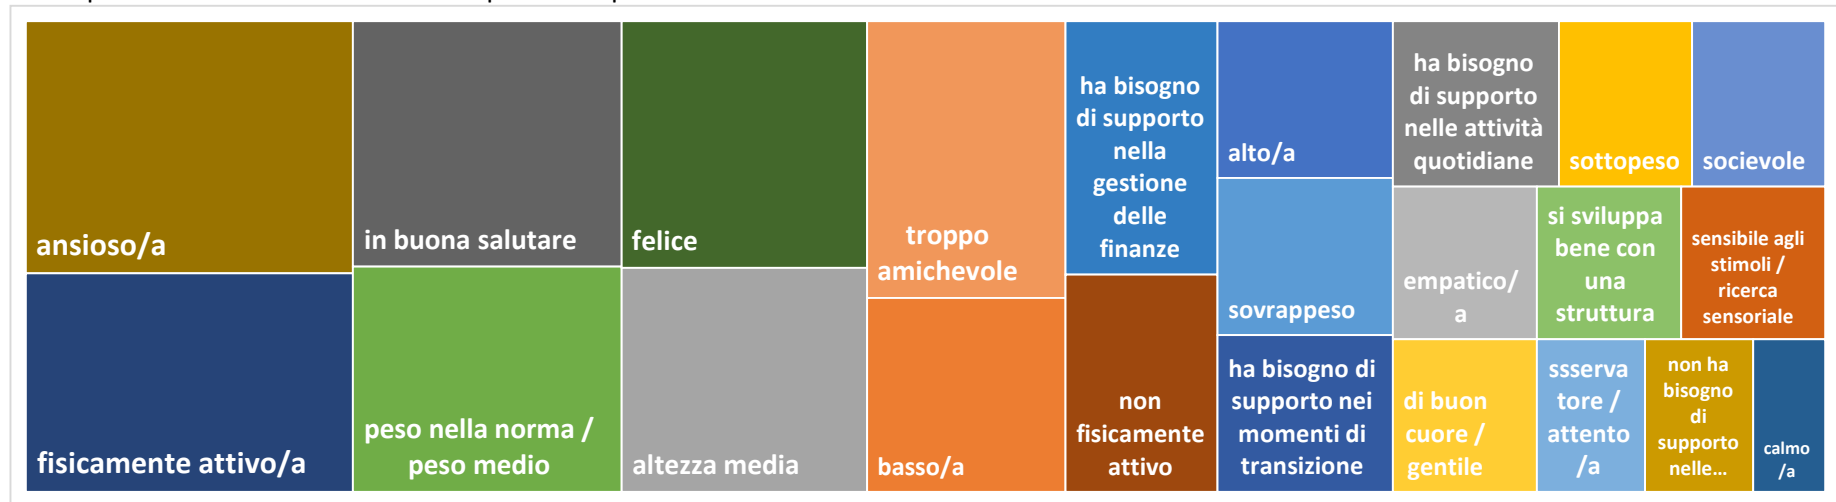 ansioso/a
fisicamente attivo/a
in buona salutare
peso nella norma /
peso medio
felice
altezza media
troppo
amichevole
basso/a
ha bisogno
di supporto
nella
gestione
delle
finanze
non
fisicamente
attivo
alto/a
sovrappeso
ha bisogno di
supporto nei
momenti di
transizione
ha bisogno
di supporto
nelle attività
quotidiane
sottopeso
socievole
empatico/
a
si sviluppa
bene con
una
struttura
sensibile agli
stimoli /
ricerca
sensoriale
di buon
cuore /
gentile
ssserva
tore /
attento
/a
non ha
bisogno
di
supporto
nelle...
calmo
/a